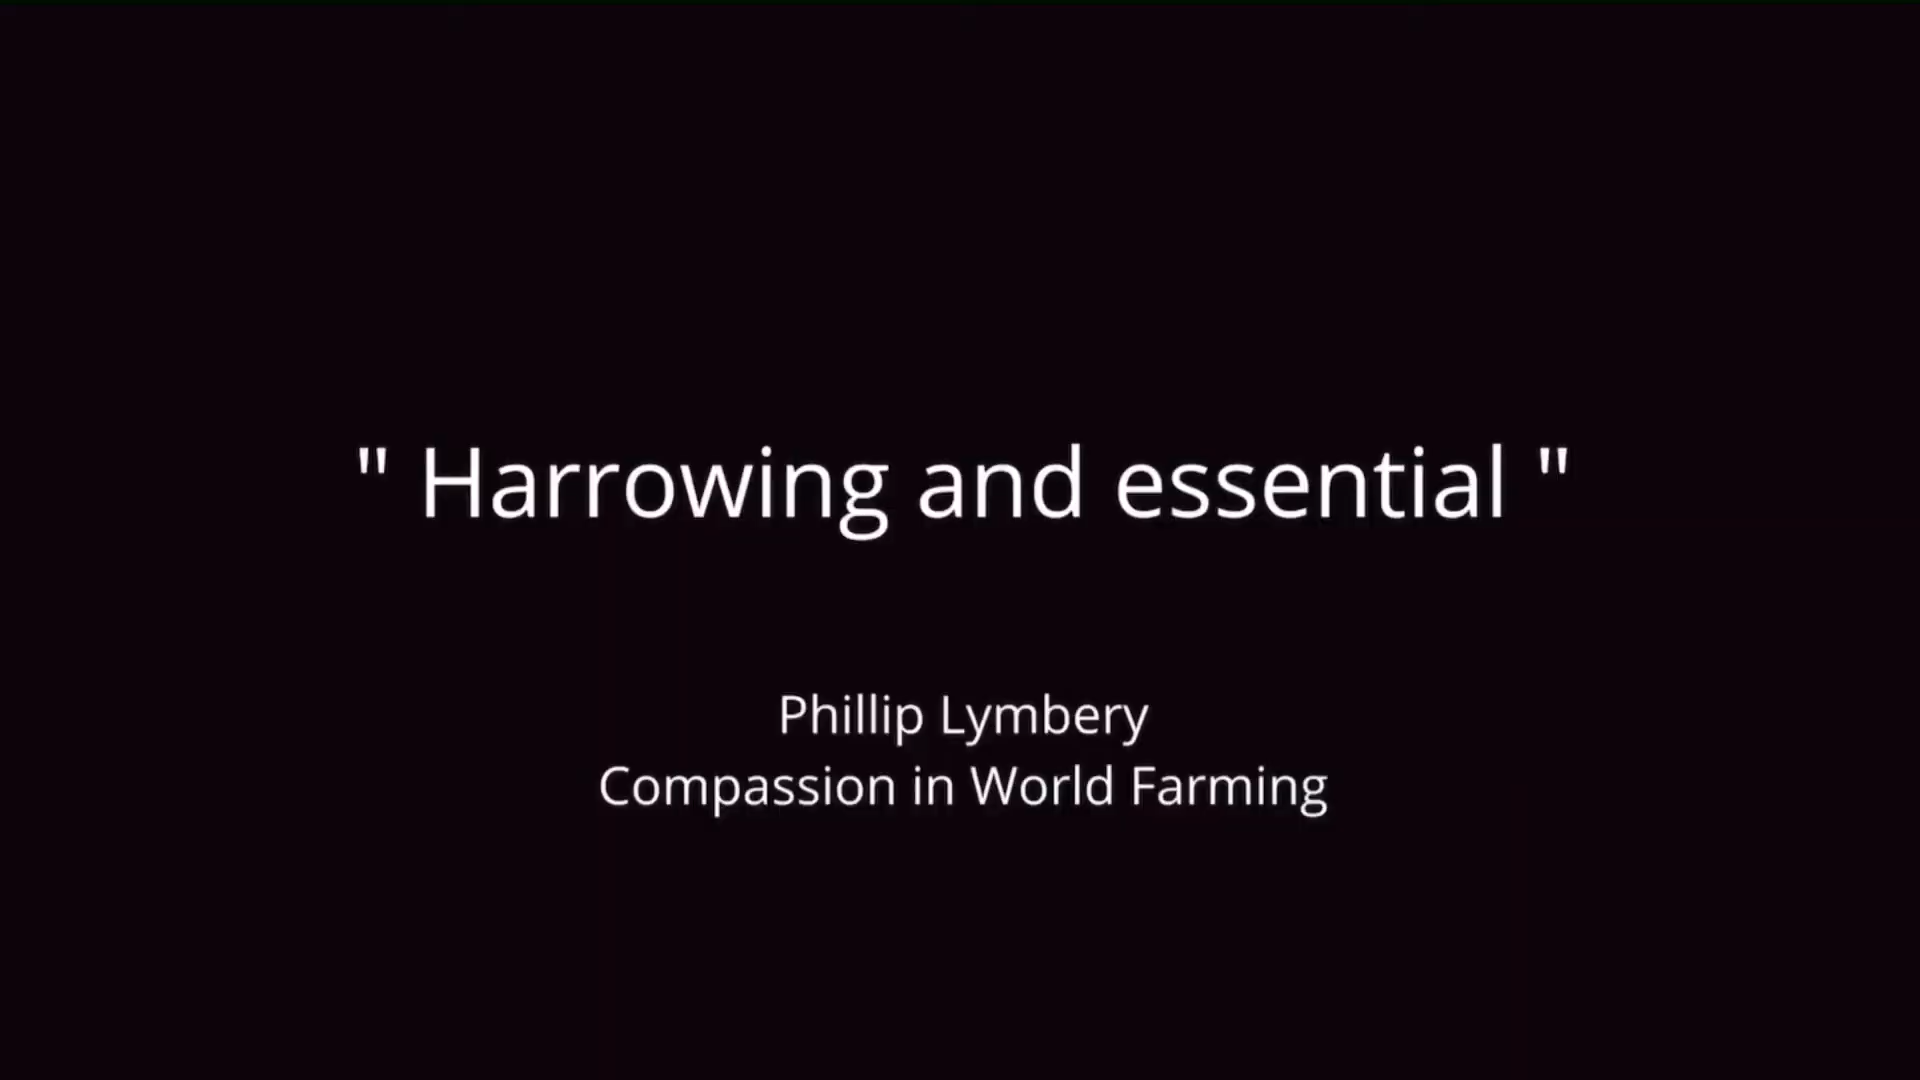 " Harrowing and essential "
Phillip Lymbery
Compassion in World Farming